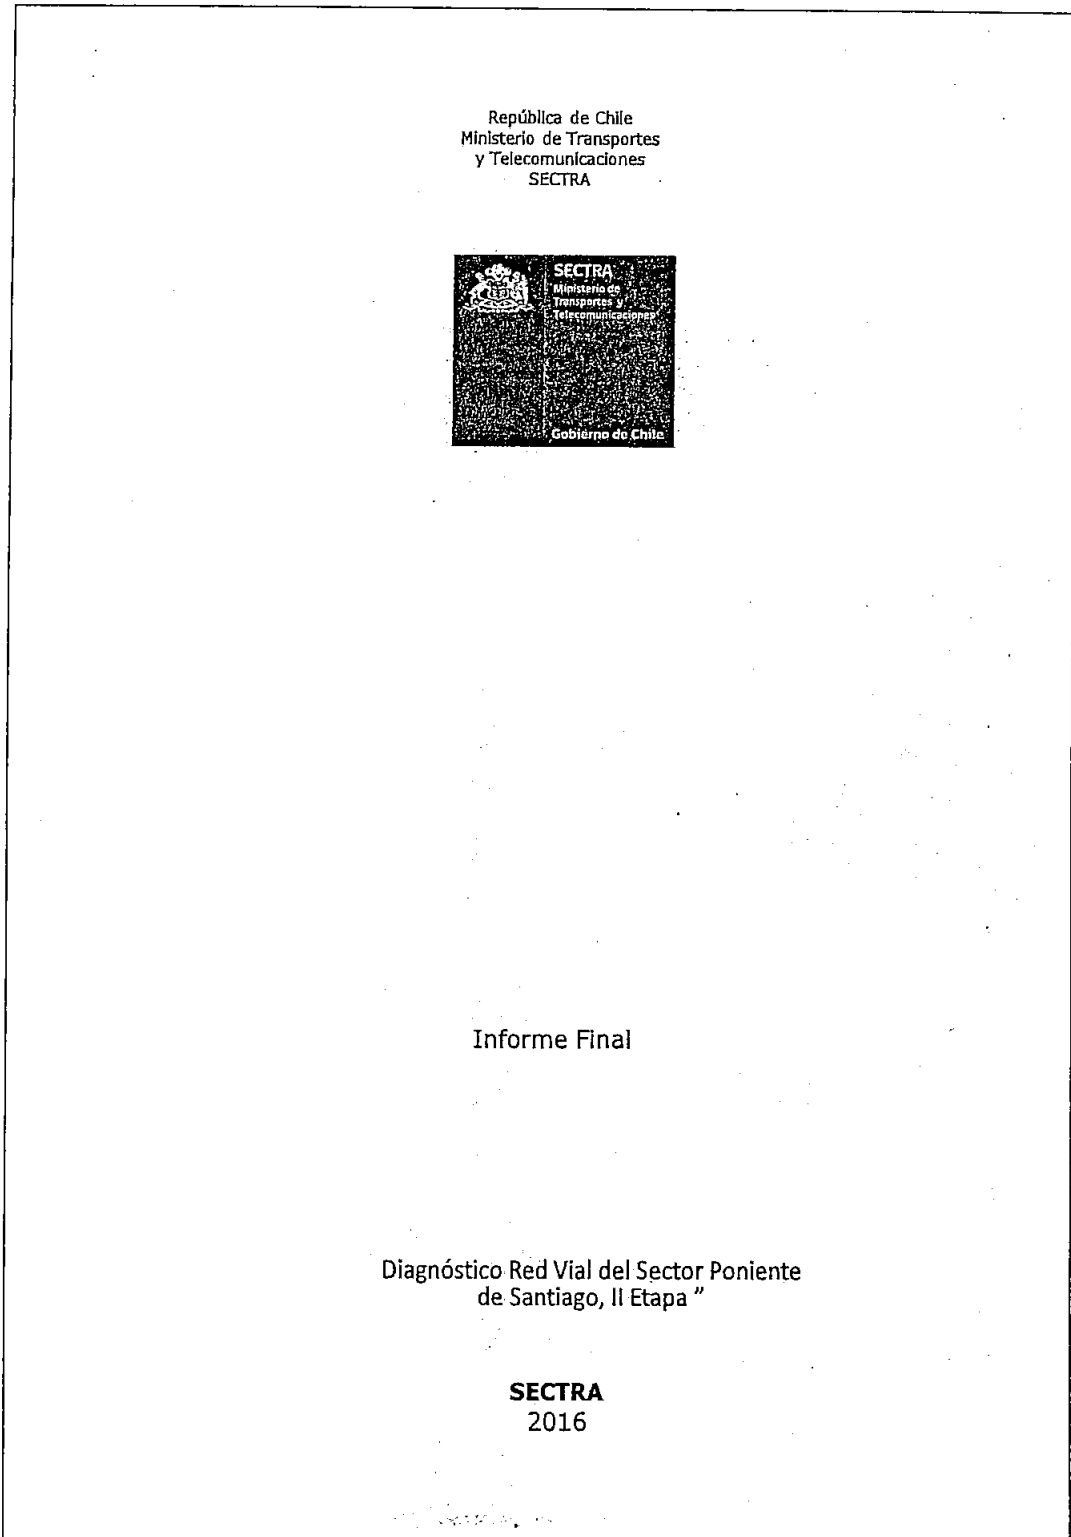 República de Chile
Ministerio de Transportes
y Telecomunicaciones
SECTRA
SECTRA
Ministerio de
Transportes y
Telecomunicaciones
Gobierno de Chile
Informe Final
Diagnóstico Red Vial del Sector Poniente
de Santiago, II Etapa "
SECTRA
2016